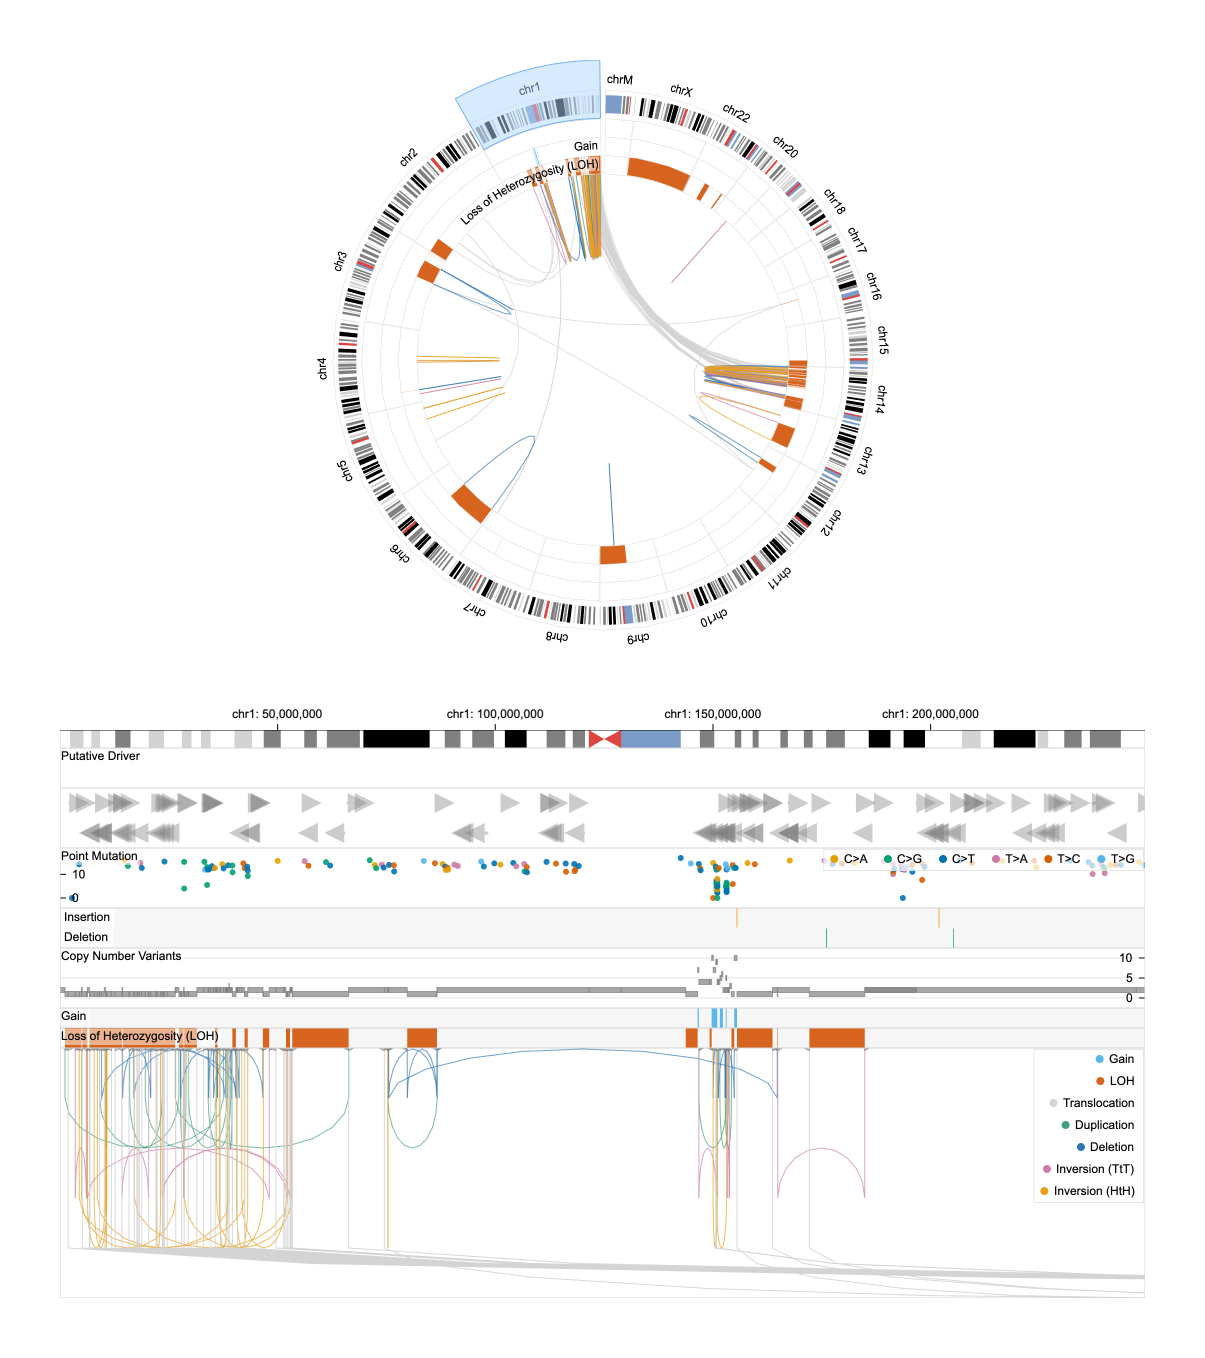 chr1
chrM
chrX
chr22
chr20
chr18
chr17
chr16
chr15
chr14
chr13
chr12
chr11
chr10
chr9
chr8
chr7
chr6
chr5
chr4
chr3
chr2
Gain
Loss of Heterozygosity (LOH)
chr1: 50,000,000 chr1: 100,000,000 chr1: 150,000,000 chr1: 200,000,000
Putative Driver
Point Mutation
C>A C>G C>T T>A T>C T>G
10
0
Insertion
Deletion
Copy Number Variants
10
5
0
Gain
Loss of Heterozygosity (LOH)
Gain
LOH
Translocation
Duplication
Deletion
Inversion (TtT)
Inversion (HtH)